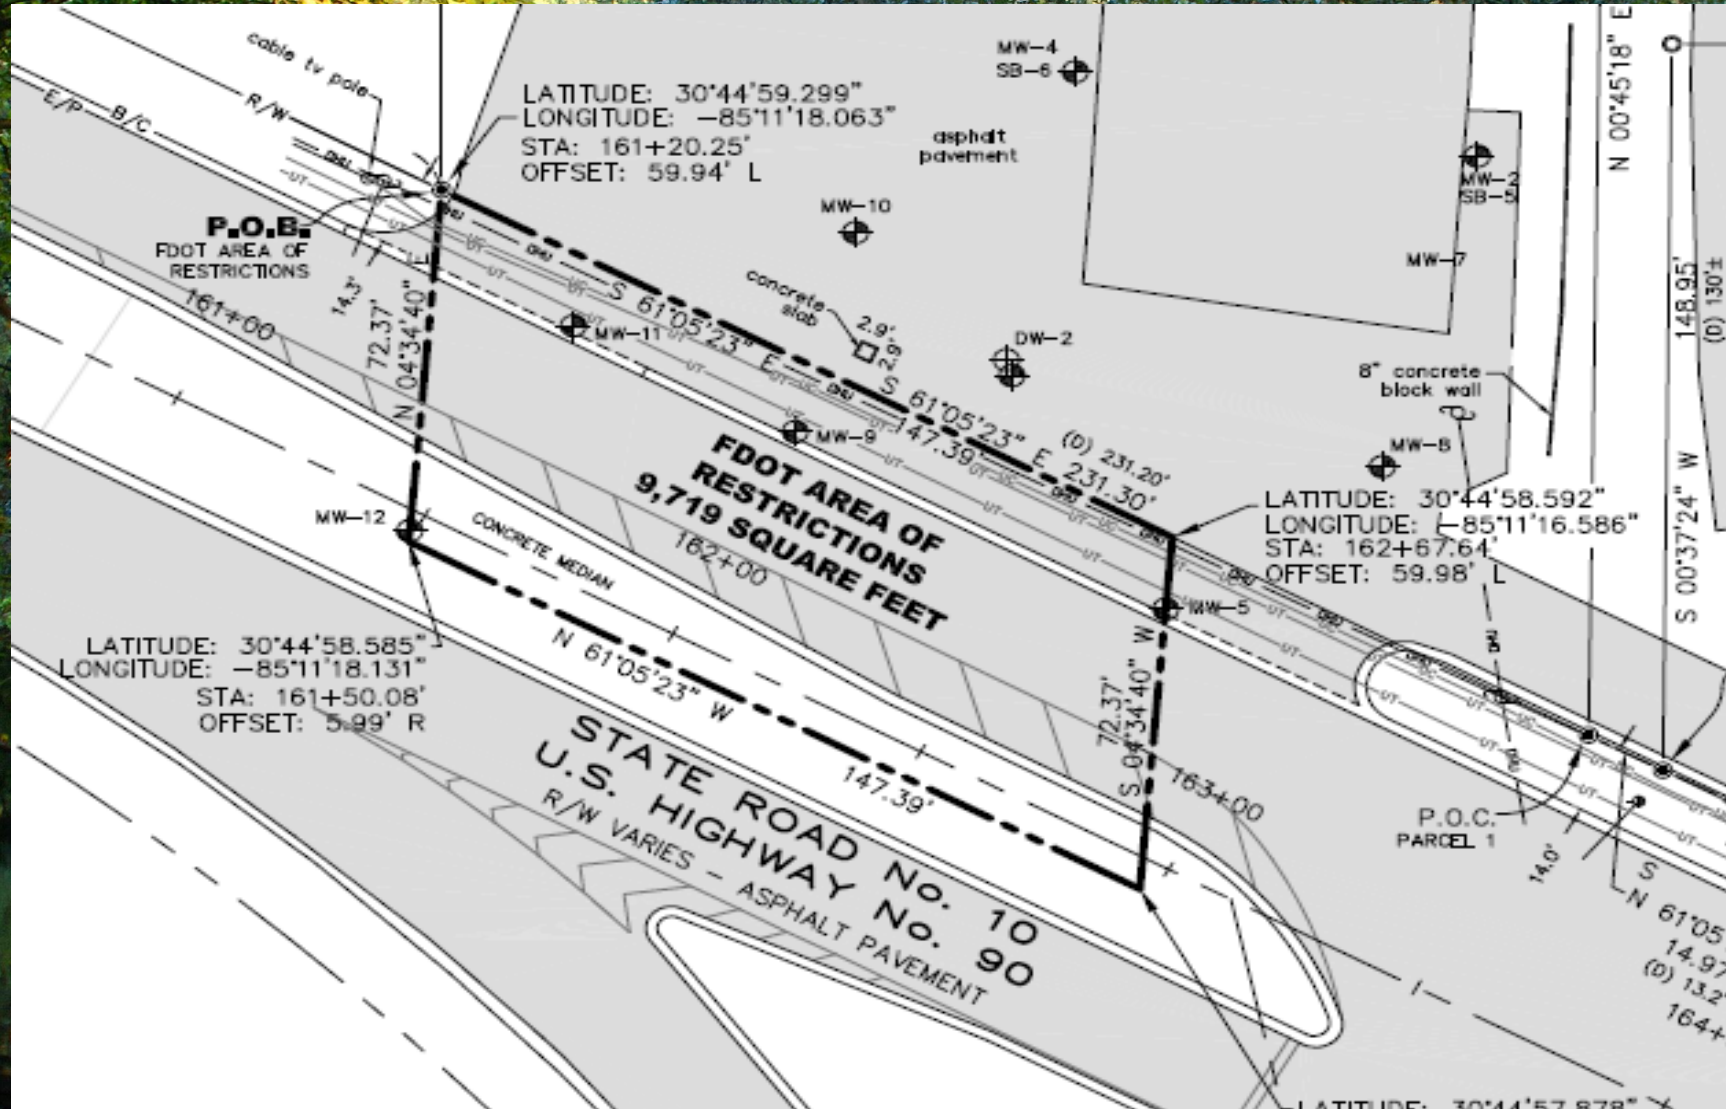 cable tv pole
R/W
E/P
B/C
LATITUDE: 30°44'59.299"
LONGITUDE: -85°11'18.063"
STA: 161+20.25'
OFFSET: 59.94' L
MW-4
SB-6
asphalt
pavement
MW-10
MW-2
SB-5
MW-7
N 00°45'18" E
148.95'
(D) 130'±
S 00°37'24" W
P.O.B.
FDOT AREA OF
RESTRICTIONS
14.3'
161+00
72.37'
N 04°34'40" E
OHU
UT
UC
MW-11
S 61°05'23" E
147.39'
concrete
slab
2.9'
2.9'
DW-2
S 61°05'23" E 231.30'
(D) 231.20'
8" concrete
block wall
MW-8
MW-9
FDOT AREA OF
RESTRICTIONS
9,719 SQUARE FEET
162+00
LATITUDE: 30°44'58.592"
LONGITUDE: -85°11'16.586"
STA: 162+67.64'
OFFSET: 59.98' L
MW-12
CONCRETE MEDIAN
MW-5
LATITUDE: 30°44'58.585"
LONGITUDE: -85°11'18.131"
STA: 161+50.08'
OFFSET: 5.99' R
N 61°05'23" W
147.39'
72.37'
S 04°34'40" W
163+00
STATE ROAD No. 10
U.S. HIGHWAY No. 90
R/W VARIES - ASPHALT PAVEMENT
P.O.C.
PARCEL 1
14.0'
S
N 61°05
14.97
(D) 13.2'
164+
LATITUDE: 30°44'57.878"